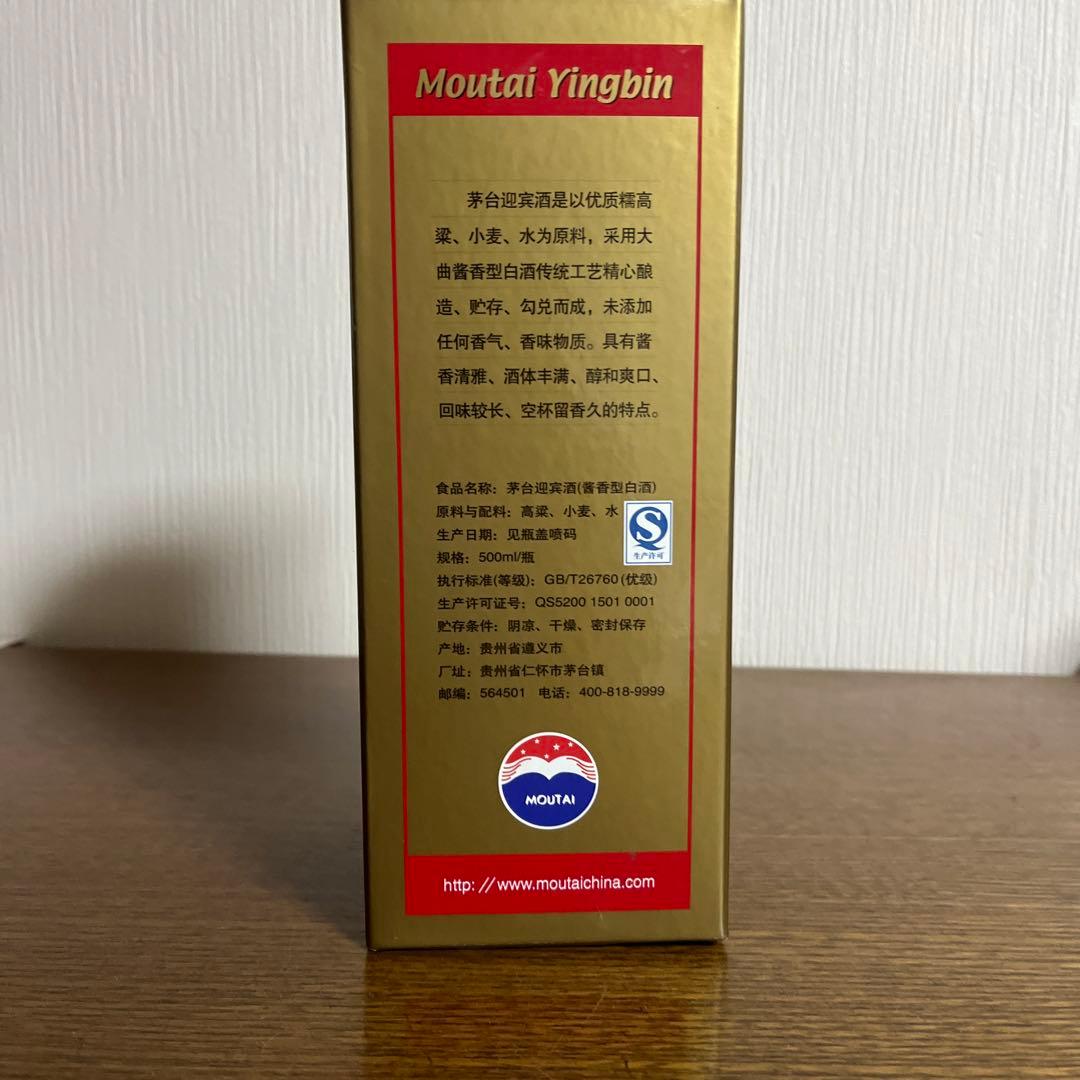 Moutai Yingbin
茅台迎宾酒是以优质糯高
粱、小麦、水为原料，采用大
曲酱香型白酒传统工艺精心酿
造、贮存、勾兑而成，未添加
任何香气、香味物质。具有酱
香清雅、酒体丰满、醇和爽口、
回味较长、空杯留香久的特点。
食品名称：茅台迎宾酒(酱香型白酒)
原料与配料：高粱、小麦、水
生产日期：见瓶盖喷码
规格：500ml/瓶
执行标准(等级)：GB/T26760(优级)
生产许可证号：QS5200 1501 0001
贮存条件：阴凉、干燥、密封保存
产地：贵州省遵义市
厂址：贵州省仁怀市茅台镇
邮编：564501 电话：400-818-9999
生产许可
MOUTAI
http: // www.moutaichina.com